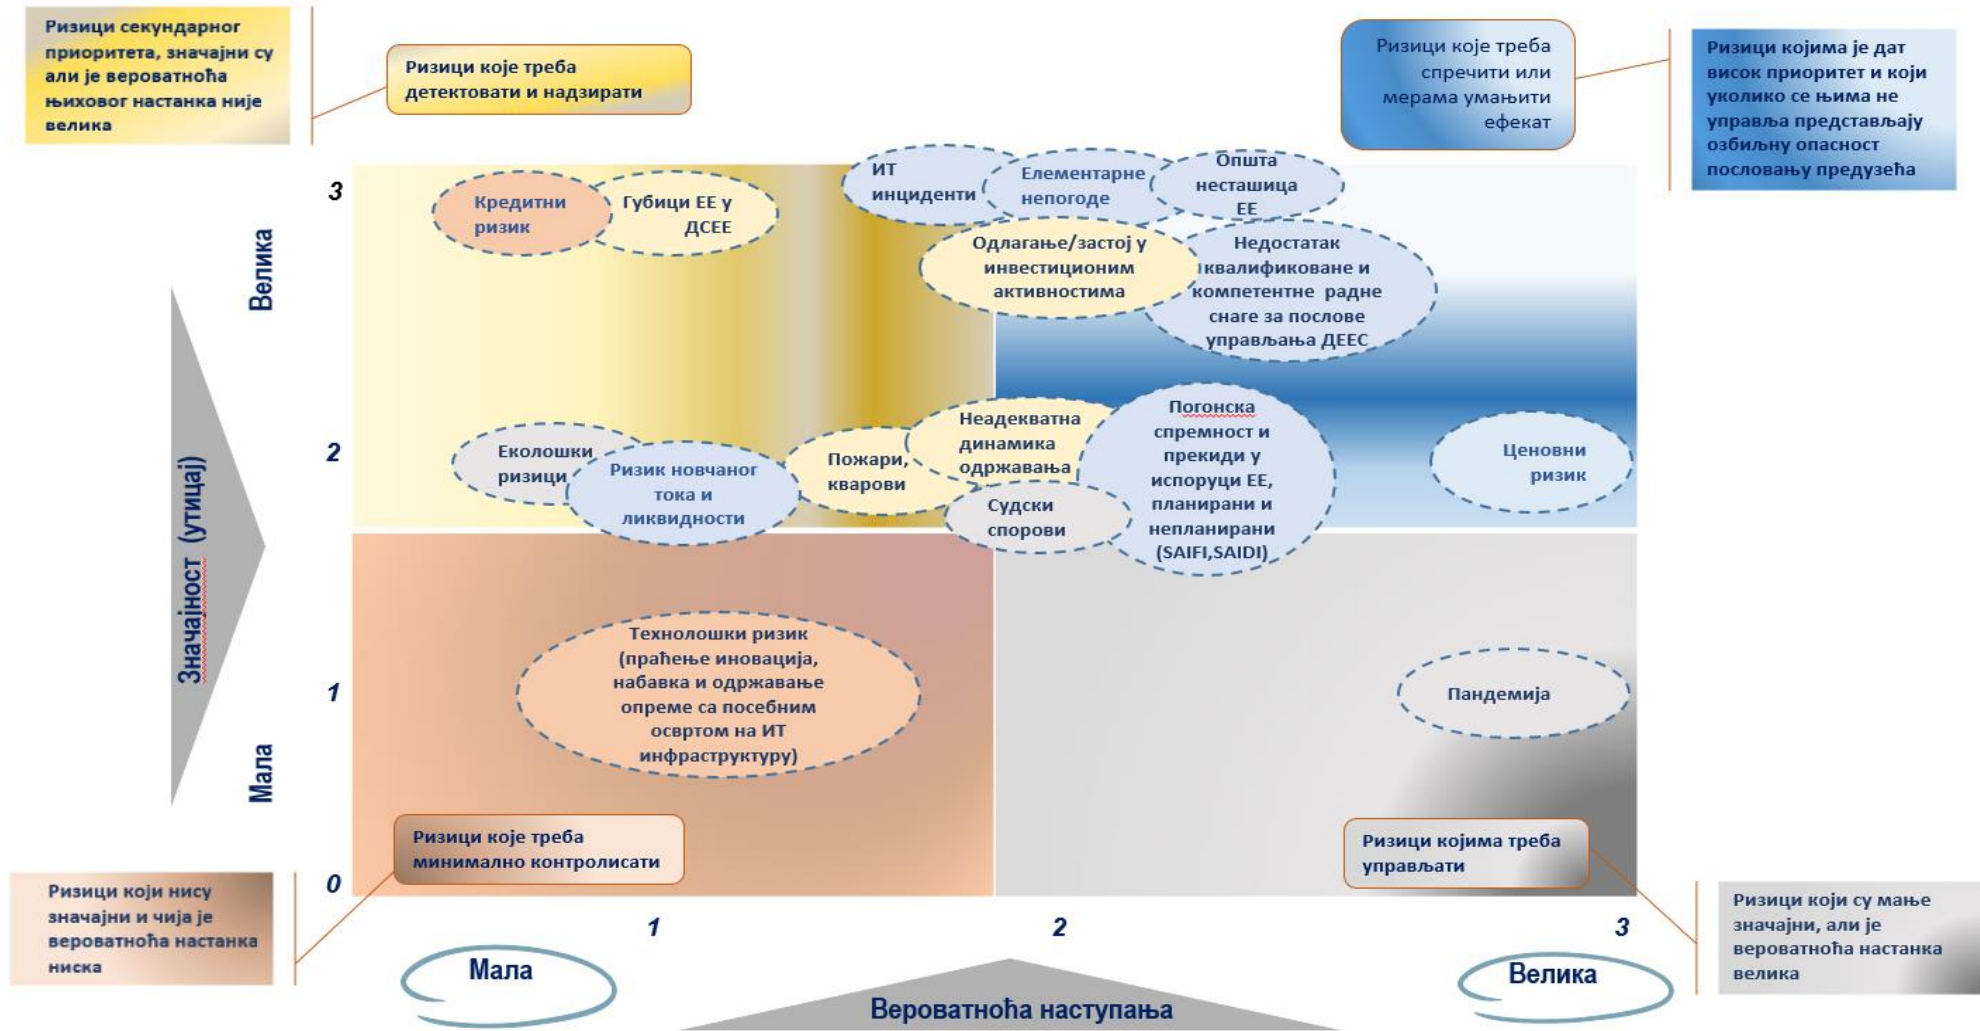 Ризици секундарног
приоритета, значајни су
али је вероватноћа
њиховог настанка није
велика
Ризици које треба
детектовати и надзирати
Ризици које треба
спречити или
мерама умањити
ефекат
Ризици којима је дат
висок приоритет и који
уколико се њима не
управља представљају
озбиљну опасност
пословању предузећа
3
Кредитни
ризик
Губици ЕЕ у
ДСЕЕ
ИТ
инциденти
Елементарне
непогоде
Општа
несташица
ЕЕ
Одлагање/застој у
инвестиционим
активностима
Недостатак
квалификоване и
компетентне радне
снаге за послове
управљања ДЕЕС
Велика
Значајност (утицај)
Мала
2
Еколошки
ризици
Ризик новчаног
тока и
ликвидности
Пожари,
кварови
Неадекватна
динамика
одржавања
Судски
спорови
Погонска
спремност и
прекиди у
испоруци ЕЕ,
планирани и
непланирани
(SAIFI,SAIDI)
Ценовни
ризик
1
Технолошки ризик
(праћење иновација,
набавка и одржавање
опреме са посебним
освртом на ИТ
инфраструктуру)
Пандемија
Ризици које треба
минимално контролисати
Ризици којима треба
управљати
0
Ризици који нису
значајни и чија је
вероватноћа настанка
ниска
Ризици који су мање
значајни, али је
вероватноћа настанка
велика
1
2
3
Мала
Вероватноћа наступања
Велика